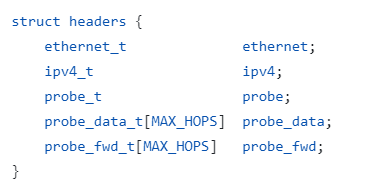 struct headers {
    ethernet_t              ethernet;
    ipv4_t                  ipv4;
    probe_t                 probe;
    probe_data_t[MAX_HOPS]  probe_data;
    probe_fwd_t[MAX_HOPS]   probe_fwd;
}